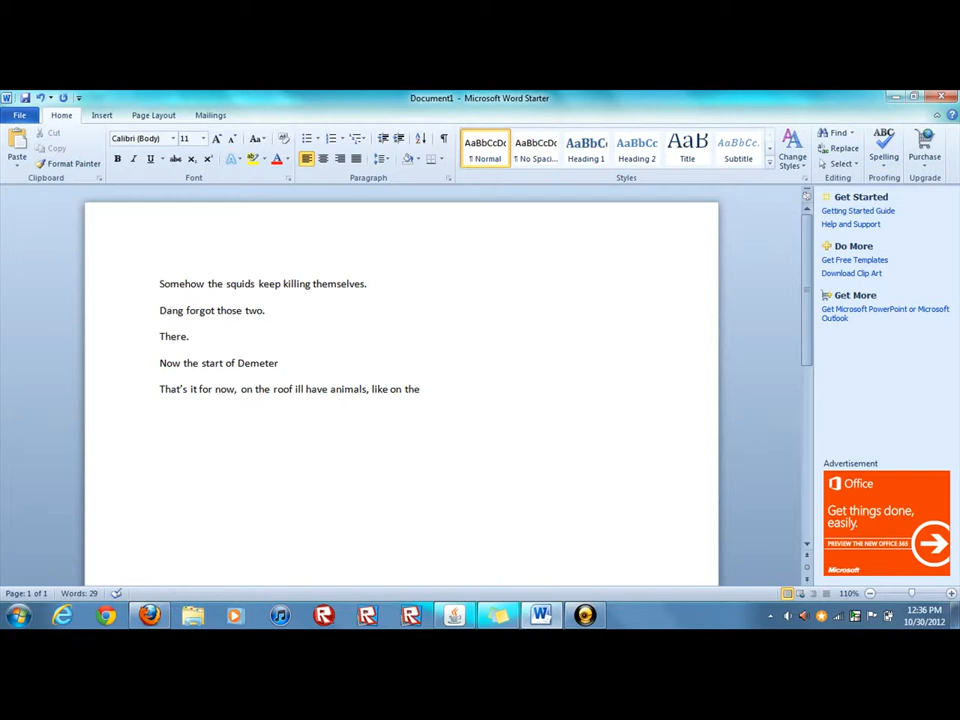 Document1 - Microsoft Word Starter
File Home Insert Page Layout Mailings
Cut
Copy
Format Painter
Paste
Clipboard
Calibri (Body) 11
Font
Paragraph
AaBbCcDc AaBbCcDc AaBbC AaBbCc AaB AaBbCc.
¶ Normal ¶ No Spaci... Heading 1 Heading 2 Title Subtitle
Styles
Change
Styles
Find
Replace
Select
Editing
Spelling
Proofing
Purchase
Upgrade
Get Started
Getting Started Guide
Help and Support
Do More
Get Free Templates
Download Clip Art
Get More
Get Microsoft PowerPoint or Microsoft
Outlook
Somehow the squids keep killing themselves.
Dang forgot those two.
There.
Now the start of Demeter
That's it for now, on the roof ill have animals, like on the
Advertisement
Office
Get things done,
easily.
PREVIEW THE NEW OFFICE 365
Microsoft
Page: 1 of 1 Words: 29
110%
12:36 PM
10/30/2012